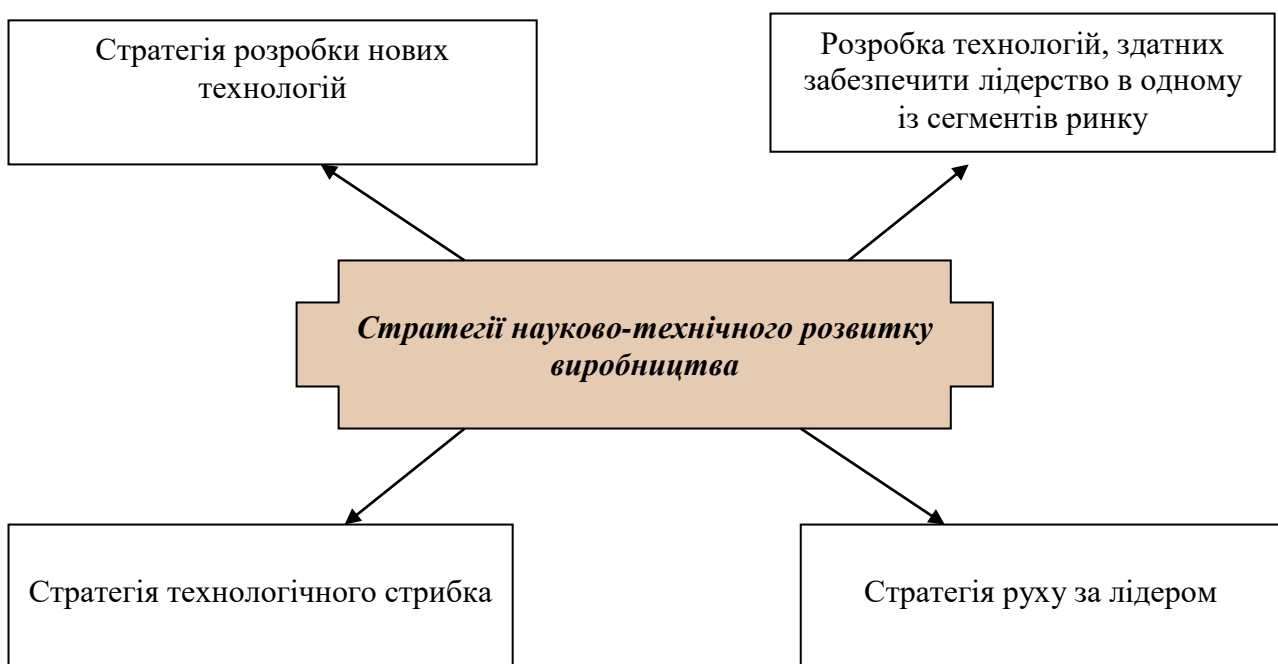 Стратегія розробки нових
технологій
Розробка технологій, здатних
забезпечити лідерство в одному
із сегментів ринку
Стратегії науково-технічного розвитку
виробництва
Стратегія технологічного стрибка
Стратегія руху за лідером